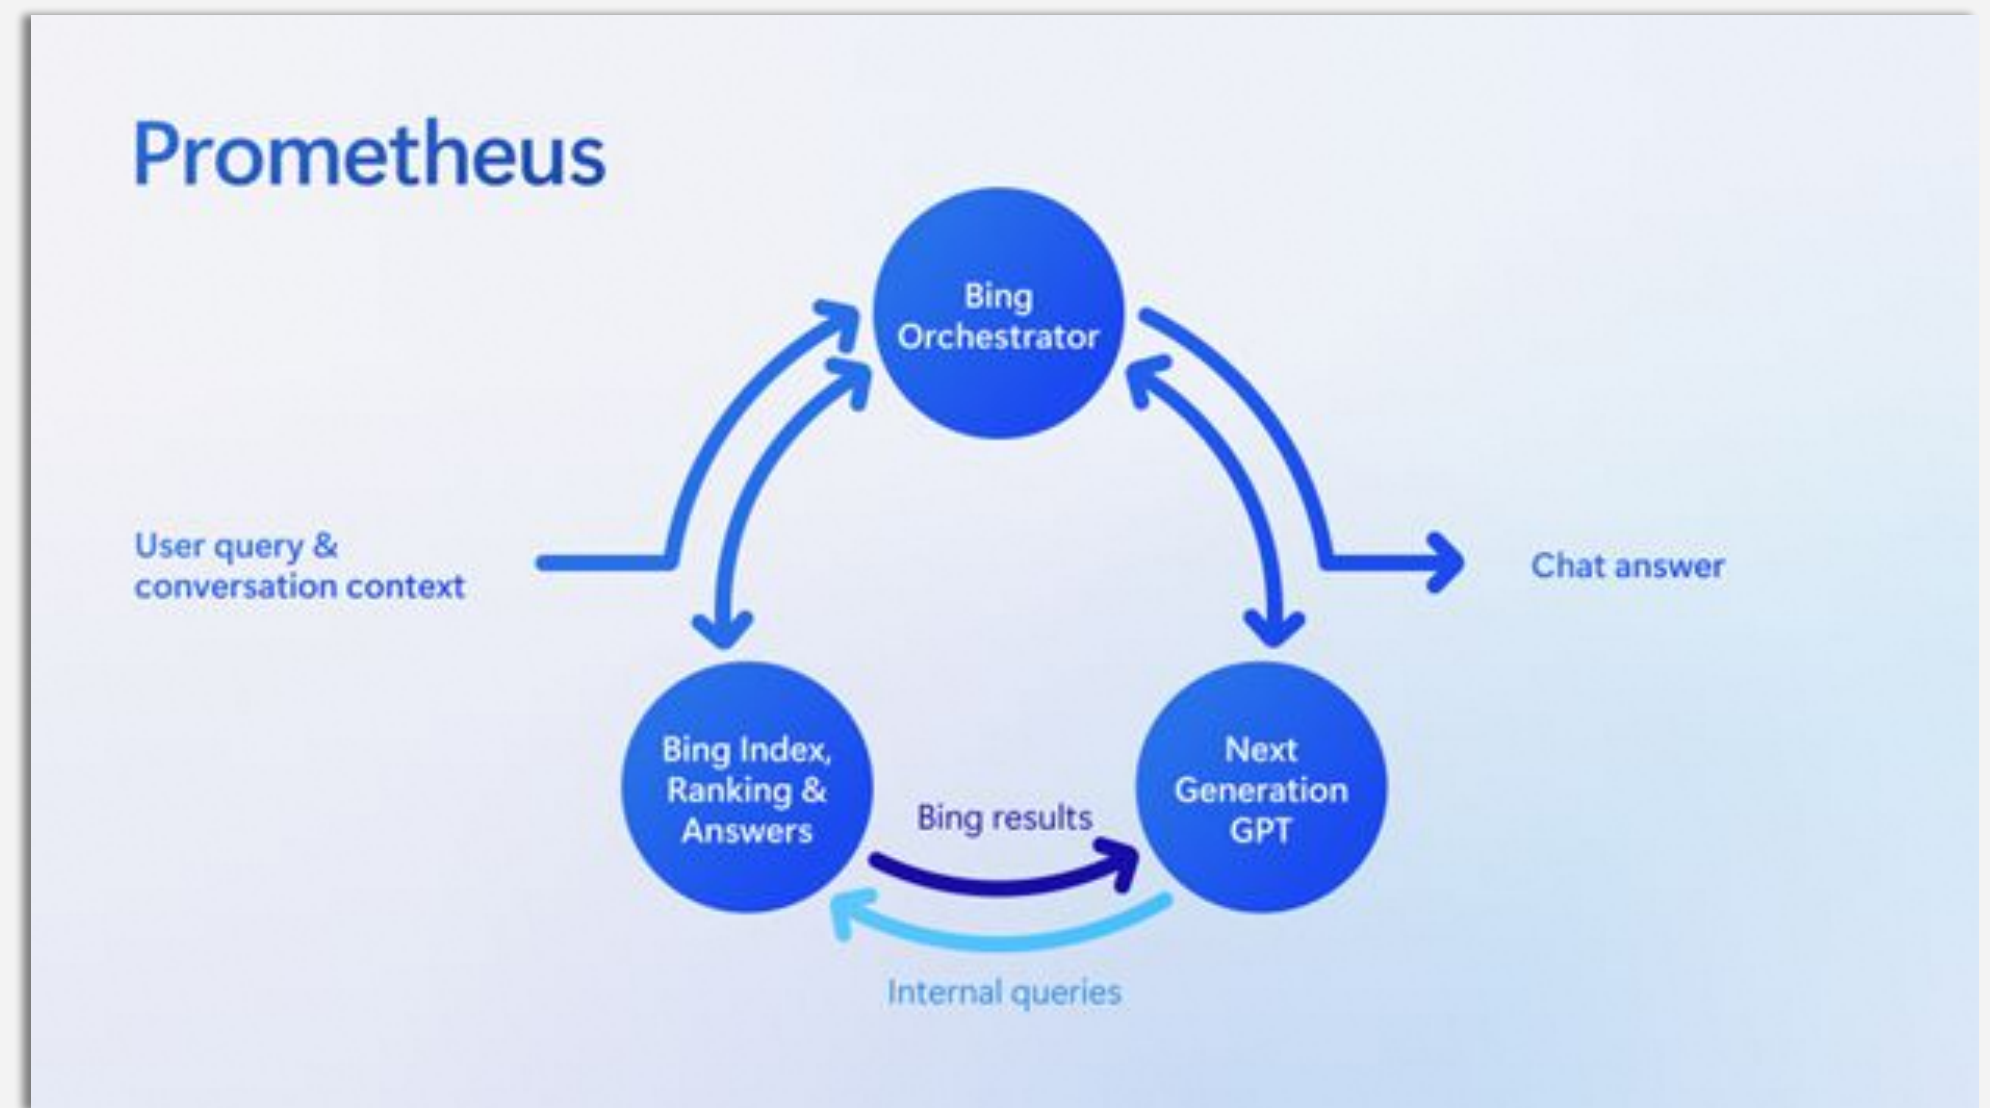 Prometheus
Bing
Orchestrator
User query &
conversation context
Chat answer
Bing Index,
Ranking &
Answers
Bing results
Next
Generation
GPT
Internal queries